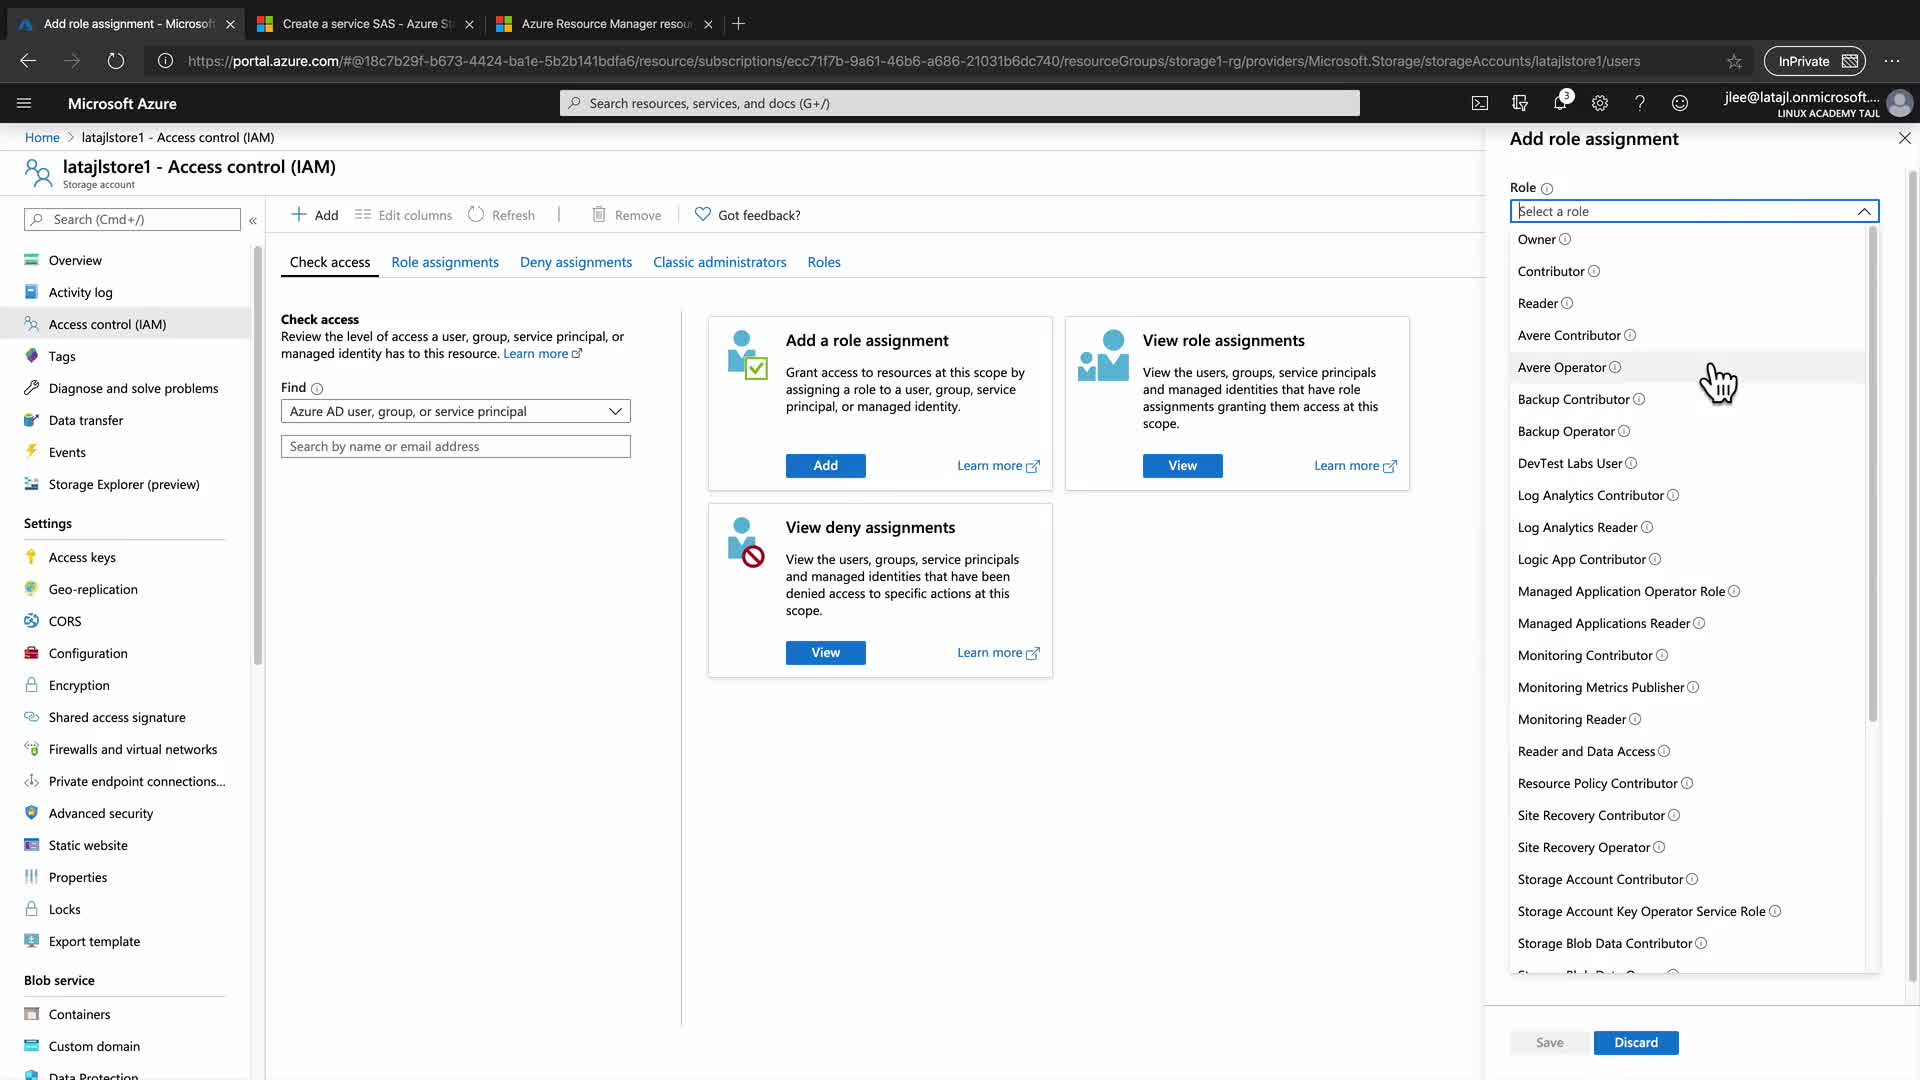 Add role assignment - Microsoft
Create a service SAS - Azure St
Azure Resource Manager resou
https://portal.azure.com/#@18c7b29f-b673-4424-ba1e-5b2b141bdfa6/resource/subscriptions/ecc71f7b-9a61-46b6-a686-21031b6dc740/resourceGroups/storage1-rg/providers/Microsoft.Storage/storageAccounts/latajlstore1/users
InPrivate
Microsoft Azure
Search resources, services, and docs (G+/)
3
jlee@latajl.onmicrosoft....
LINUX ACADEMY TAJL
Home > latajlstore1 - Access control (IAM)
latajlstore1 - Access control (IAM)
Storage account
Search (Cmd+/)
Overview
Activity log
Access control (IAM)
Tags
Diagnose and solve problems
Data transfer
Events
Storage Explorer (preview)
Settings
Access keys
Geo-replication
CORS
Configuration
Encryption
Shared access signature
Firewalls and virtual networks
Private endpoint connections...
Advanced security
Static website
Properties
Locks
Export template
Blob service
Containers
Custom domain
Data Protection
Add
Edit columns
Refresh
Remove
Got feedback?
Check access
Role assignments
Deny assignments
Classic administrators
Roles
Check access
Review the level of access a user, group, service principal, or
managed identity has to this resource. Learn more
Find
Azure AD user, group, or service principal
Search by name or email address
Add a role assignment
Grant access to resources at this scope by
assigning a role to a user, group, service
principal, or managed identity.
Add
Learn more
View role assignments
View the users, groups, service principals
and managed identities that have role
assignments granting them access at this
scope.
View
Learn more
View deny assignments
View the users, groups, service principals
and managed identities that have been
denied access to specific actions at this
scope.
View
Learn more
Add role assignment
Role
Select a role
Owner
Contributor
Reader
Avere Contributor
Avere Operator
Backup Contributor
Backup Operator
DevTest Labs User
Log Analytics Contributor
Log Analytics Reader
Logic App Contributor
Managed Application Operator Role
Managed Applications Reader
Monitoring Contributor
Monitoring Metrics Publisher
Monitoring Reader
Reader and Data Access
Resource Policy Contributor
Site Recovery Contributor
Site Recovery Operator
Storage Account Contributor
Storage Account Key Operator Service Role
Storage Blob Data Contributor
Save
Discard